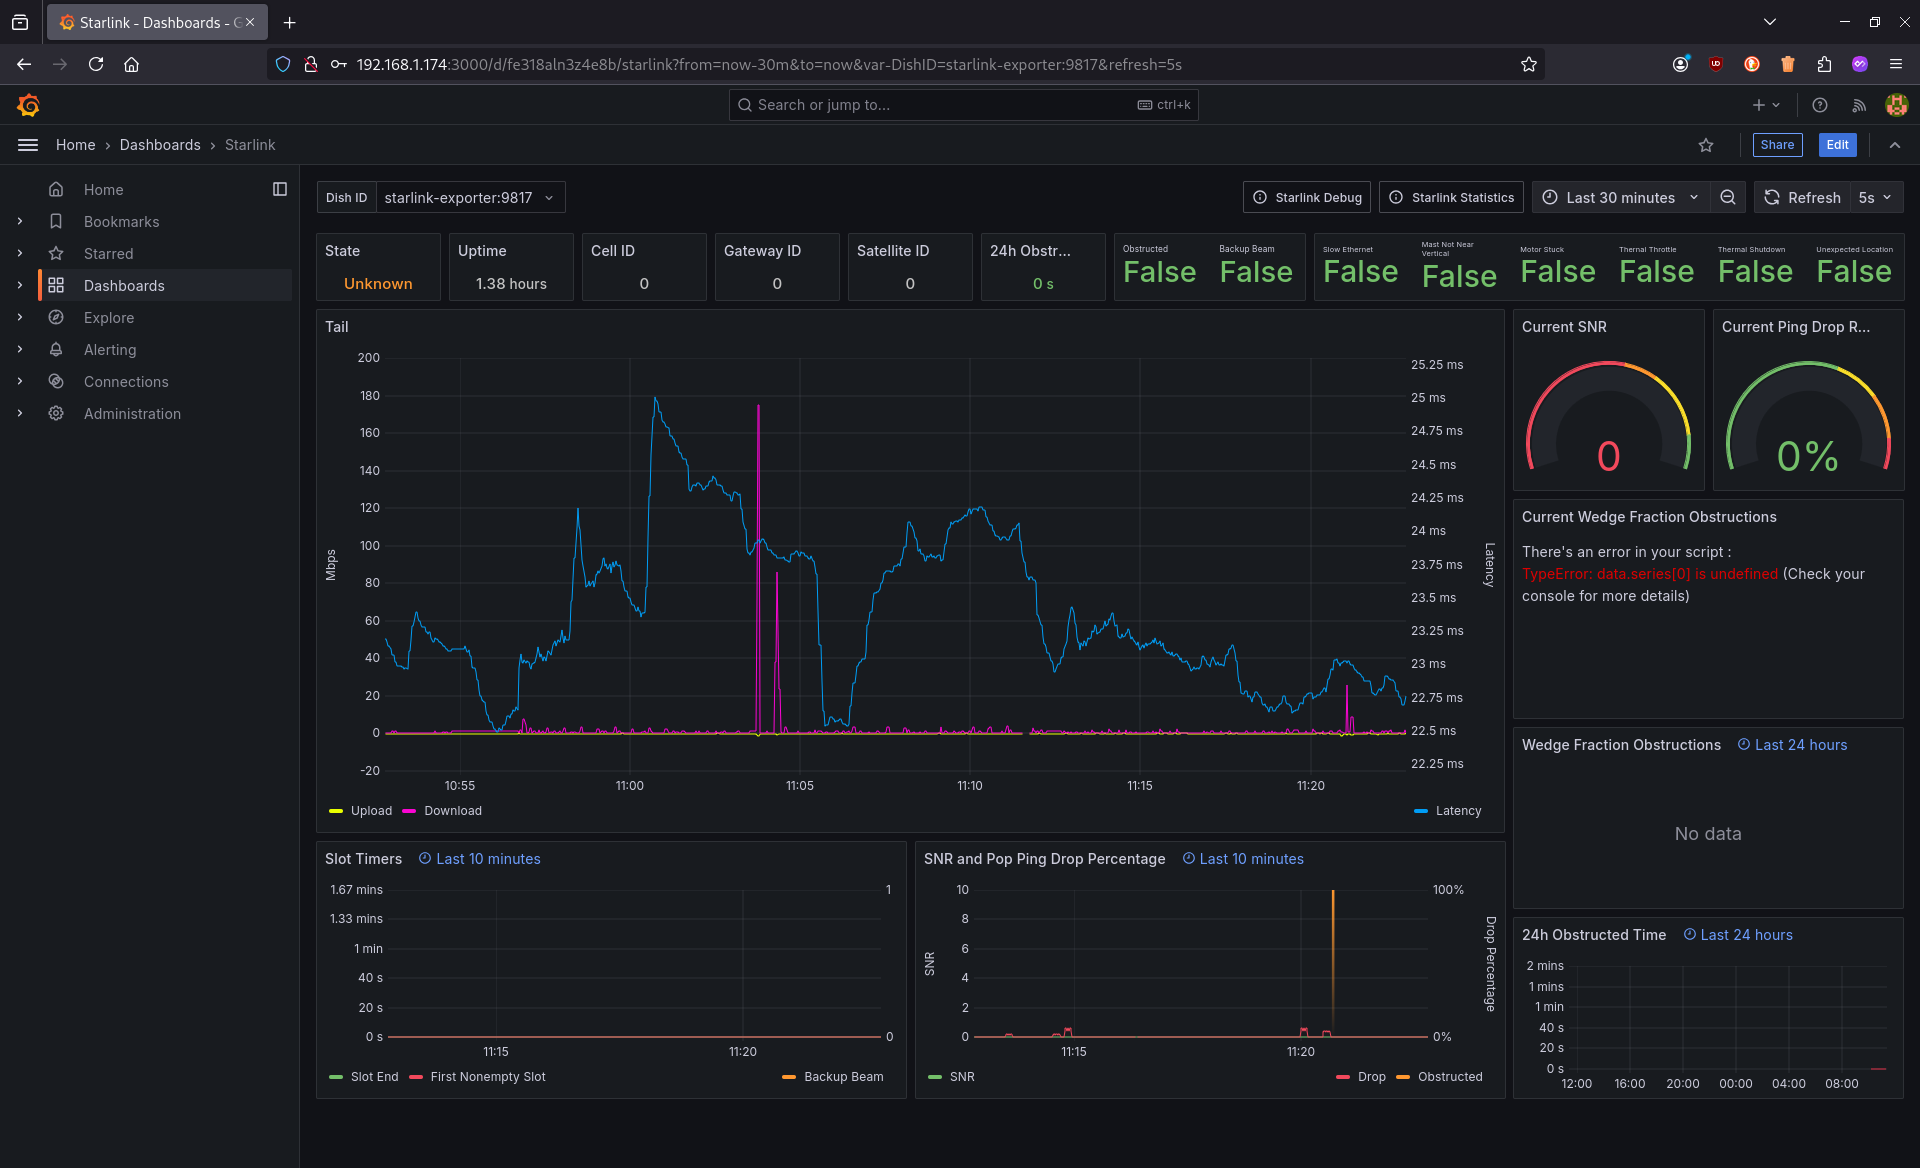 Starlink - Dashboards - G
192.168.1.174:3000/d/fe318aln3z4e8b/starlink?from=now-30m&to=now&var-DishID=starlink-exporter:9817&refresh=5s
Search or jump to...
ctrl+k
Home › Dashboards › Starlink
Share
Edit
Home
Bookmarks
Starred
Dashboards
Explore
Alerting
Connections
Administration
Dish ID
starlink-exporter:9817
Starlink Debug
Starlink Statistics
Last 30 minutes
Refresh
5s
State
Unknown
Uptime
1.38 hours
Cell ID
0
Gateway ID
0
Satellite ID
0
24h Obstr...
0 s
Obstructed
False
Backup Beam
False
Slow Ethernet
False
Mast Not Near
Vertical
False
Motor Stuck
False
Thernal Throttle
False
Thermal Shutdown
False
Unexpected Location
False
Tail
200
180
160
140
120
100
80
60
40
20
0
-20
Mbps
25.25 ms
25 ms
24.75 ms
24.5 ms
24.25 ms
24 ms
23.75 ms
23.5 ms
23.25 ms
23 ms
22.75 ms
22.5 ms
22.25 ms
Latency
10:55
11:00
11:05
11:10
11:15
11:20
Upload
Download
Latency
Current SNR
0
Current Ping Drop R...
0%
Current Wedge Fraction Obstructions
There's an error in your script :
TypeError: data.series[0] is undefined (Check your
console for more details)
Wedge Fraction Obstructions
Last 24 hours
No data
Slot Timers
Last 10 minutes
1.67 mins
1.33 mins
1 min
40 s
20 s
0 s
1
0
11:15
11:20
Slot End
First Nonempty Slot
Backup Beam
SNR and Pop Ping Drop Percentage
Last 10 minutes
10
8
6
4
2
0
SNR
100%
0%
Drop Percentage
11:15
11:20
SNR
Drop
Obstructed
24h Obstructed Time
Last 24 hours
2 mins
1 mins
1 min
40 s
20 s
0 s
12:00
16:00
20:00
00:00
04:00
08:00